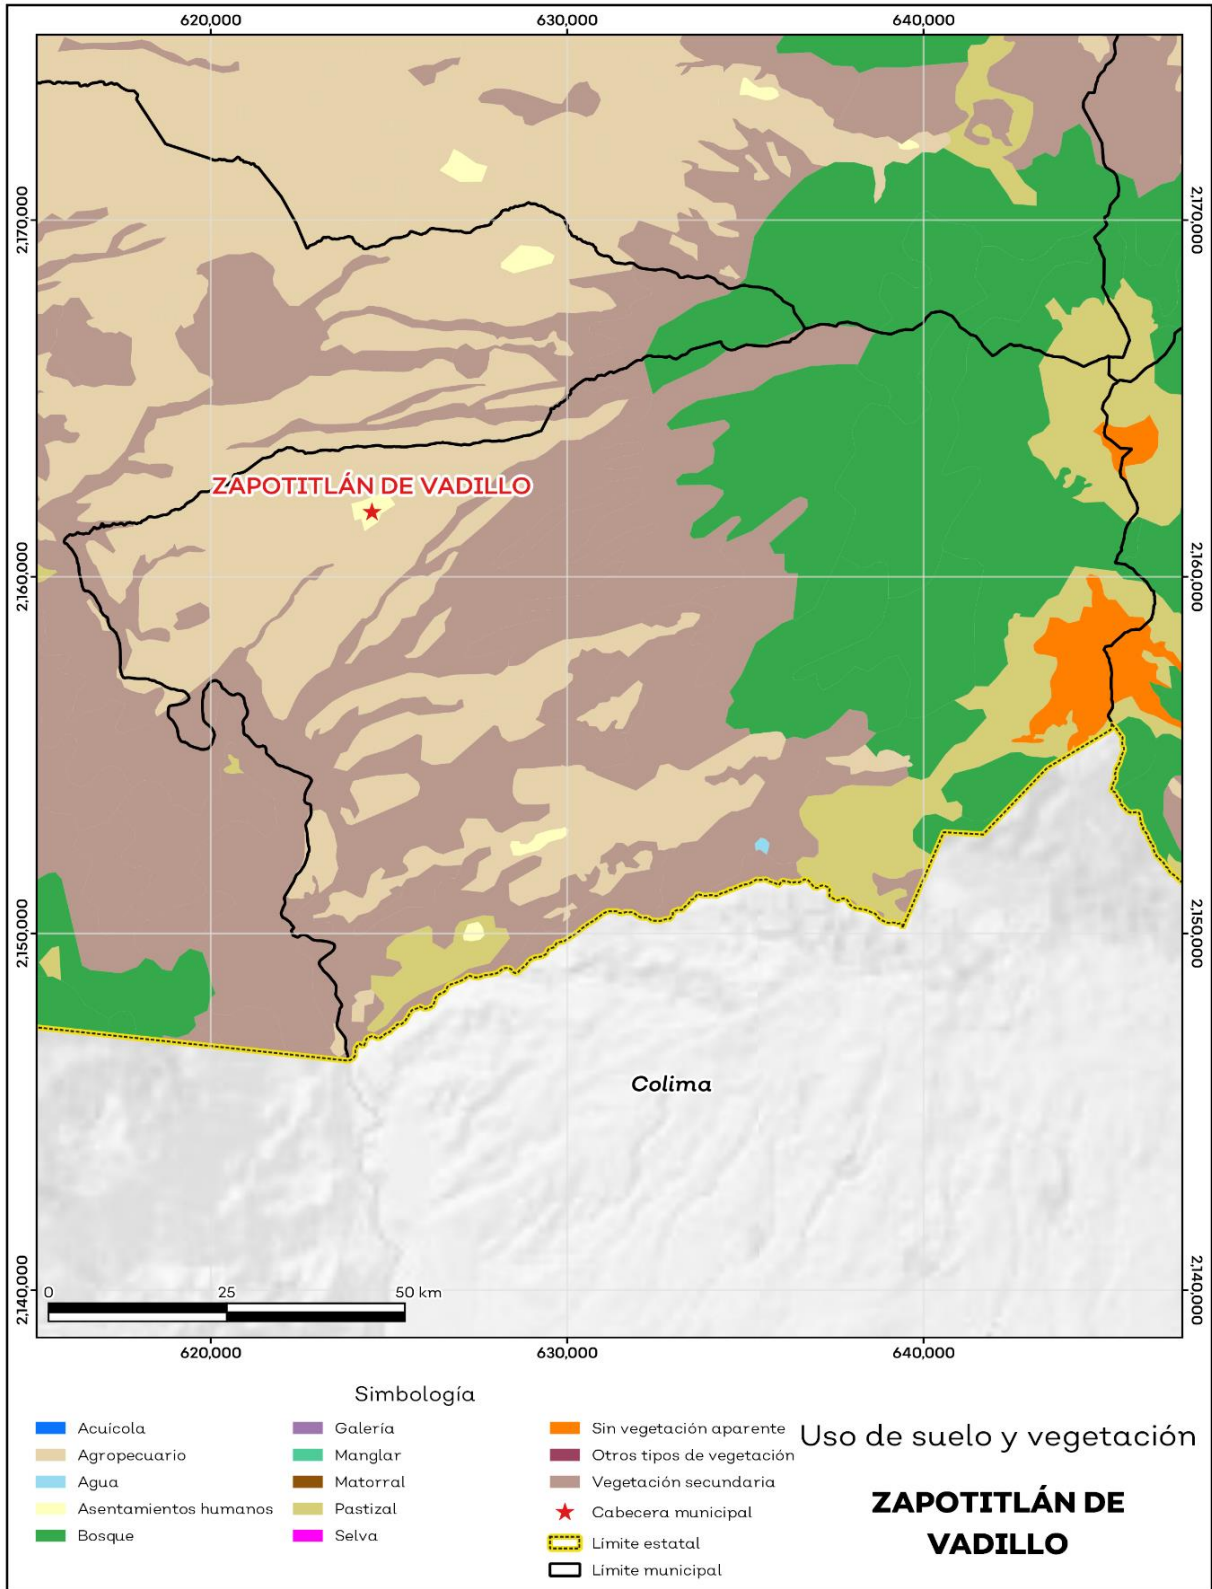 620,000
630,000
640,000
2,170,000
2,170,000
ZAPOTITLÁN DE VADILLO
2,160,000
2,160,000
2,150,000
2,150,000
Colima
2,140,000
2,140,000
0
25
50 km
620,000
630,000
640,000
Simbología
Acuícola
Agropecuario
Agua
Asentamientos humanos
Bosque
Galería
Manglar
Matorral
Pastizal
Selva
Sin vegetación aparente
Otros tipos de vegetación
Vegetación secundaria
Cabecera municipal
Límite estatal
Límite municipal
Uso de suelo y vegetación
ZAPOTITLÁN DE
VADILLO